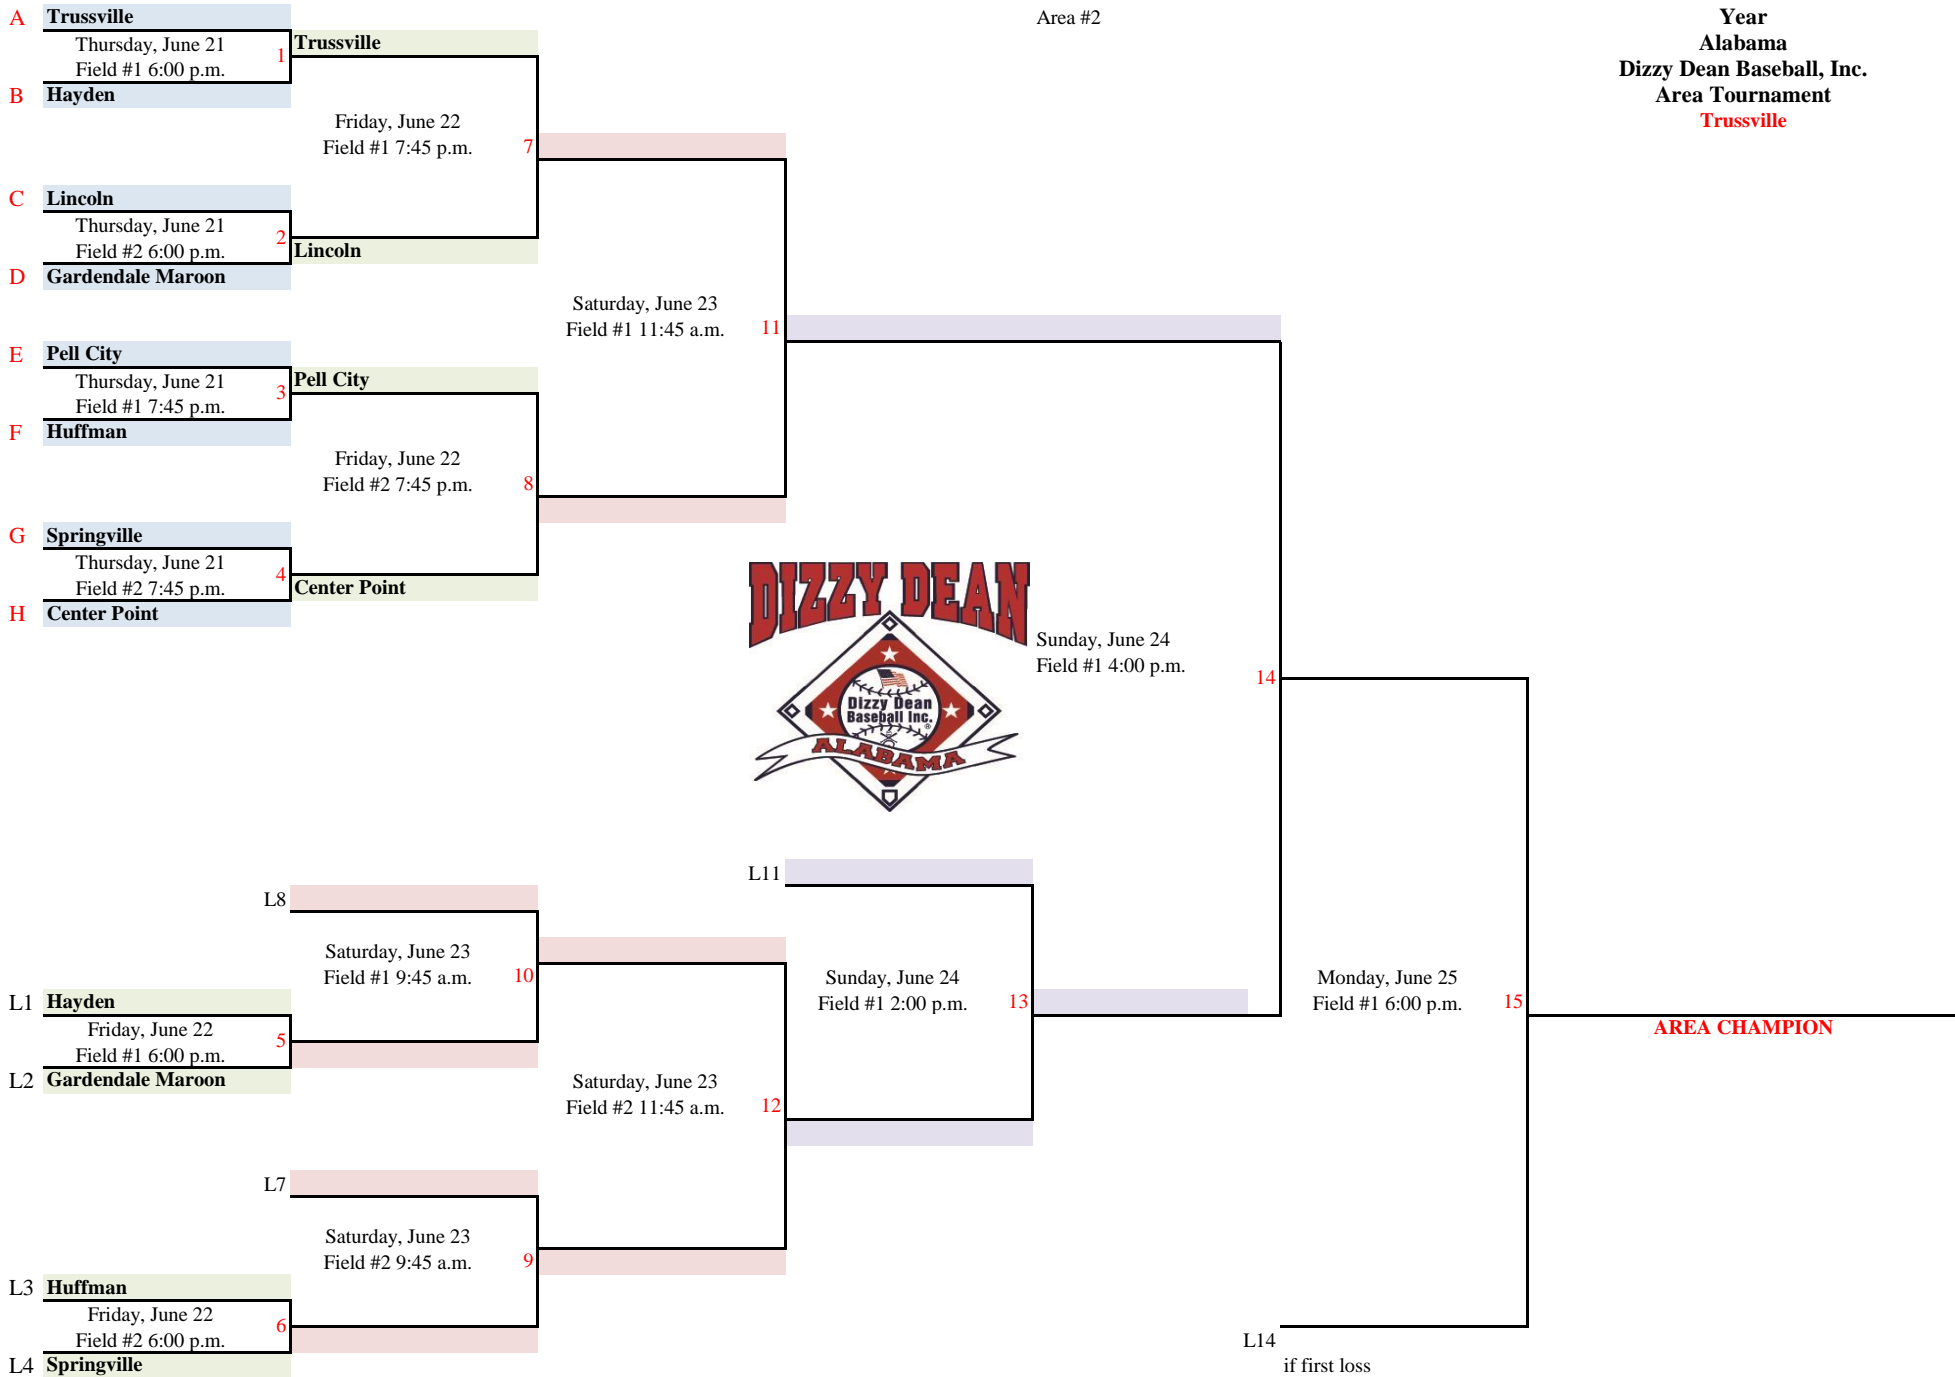 Area #2
Year
Alabama
Dizzy Dean Baseball, Inc.
Area Tournament
Trussville
A Trussville
Thursday, June 21
Field #1 6:00 p.m.
1
B Hayden
Trussville
Friday, June 22
Field #1 7:45 p.m.
7
C Lincoln
Thursday, June 21
Field #2 6:00 p.m.
2
D Gardendale Maroon
Lincoln
Saturday, June 23
Field #1 11:45 a.m.
11
E Pell City
Thursday, June 21
Field #1 7:45 p.m.
3
F Huffman
Pell City
Friday, June 22
Field #2 7:45 p.m.
8
G Springville
Thursday, June 21
Field #2 7:45 p.m.
4
H Center Point
Center Point
DIZZY DEAN
Dizzy Dean
Baseball Inc.
®
ALABAMA
Sunday, June 24
Field #1 4:00 p.m.
14
L11
L8
Saturday, June 23
Field #1 9:45 a.m.
10
L1 Hayden
Friday, June 22
Field #1 6:00 p.m.
5
L2 Gardendale Maroon
Saturday, June 23
Field #2 11:45 a.m.
12
Sunday, June 24
Field #1 2:00 p.m.
13
Monday, June 25
Field #1 6:00 p.m.
15
AREA CHAMPION
L7
Saturday, June 23
Field #2 9:45 a.m.
9
L3 Huffman
Friday, June 22
Field #2 6:00 p.m.
6
L4 Springville
L14
if first loss